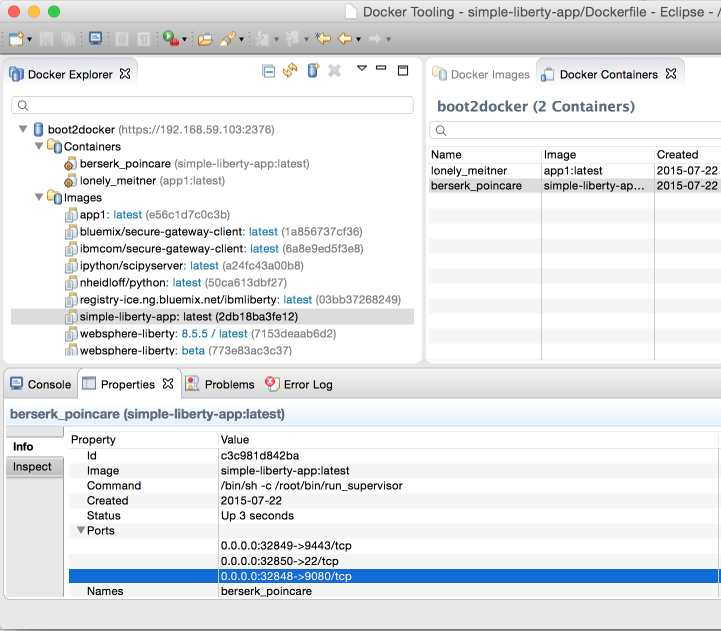 Docker Tooling - simple-liberty-app/Dockerfile - Eclipse - /
Docker Explorer
boot2docker (https://192.168.59.103:2376)
Containers
berserk_poincare (simple-liberty-app:latest)
lonely_meitner (app1:latest)
Images
app1: latest (e56c1d7c0c3b)
bluemix/secure-gateway-client: latest (1a856737cf36)
ibmcom/secure-gateway-client: latest (6a8e9ed5f3e8)
ipython/scipyserver: latest (a24fc43a00b8)
nheidloff/python: latest (50ca613dbf27)
registry-ice.ng.bluemix.net/ibmliberty: latest (03bb37268249)
simple-liberty-app: latest (2db18ba3fe12)
websphere-liberty: 8.5.5 / latest (7153deaab6d2)
websphere-liberty: beta (773e83ac3c37)
Docker Images
Docker Containers
boot2docker (2 Containers)
Name Image Created
lonely_meitner app1:latest 2015-07-22
berserk_poincare simple-liberty-ap... 2015-07-22
Console Properties Problems Error Log
berserk_poincare (simple-liberty-app:latest)
Info
Inspect
Property Value
Id c3c981d842ba
Image simple-liberty-app:latest
Command /bin/sh -c /root/bin/run_supervisor
Created 2015-07-22
Status Up 3 seconds
Ports
0.0.0.0:32849->9443/tcp
0.0.0.0:32850->22/tcp
0.0.0.0:32848->9080/tcp
Names berserk_poincare